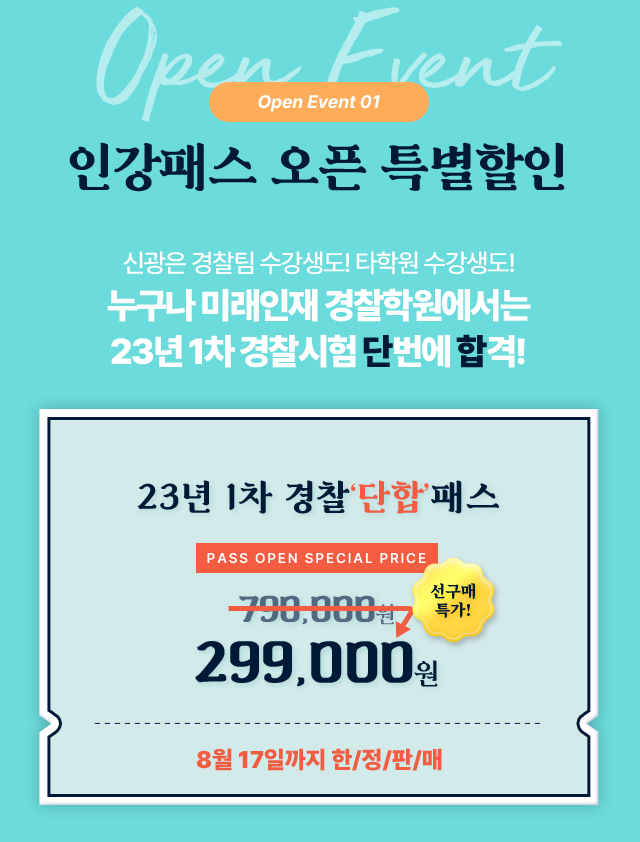 Open Event
Open Event 01
인강패스 오픈 특별할인
신광은 경찰팀 수강생도! 타학원 수강생도!
누구나 미래인재 경찰학원에서는
23년 1차 경찰시험 단번에 합격!
23년 1차 경찰 ‘단합’ 패스
PASS OPEN SPECIAL PRICE
선구매
특가!
790,000원
299,000원
8월 17일까지 한/정/판/매